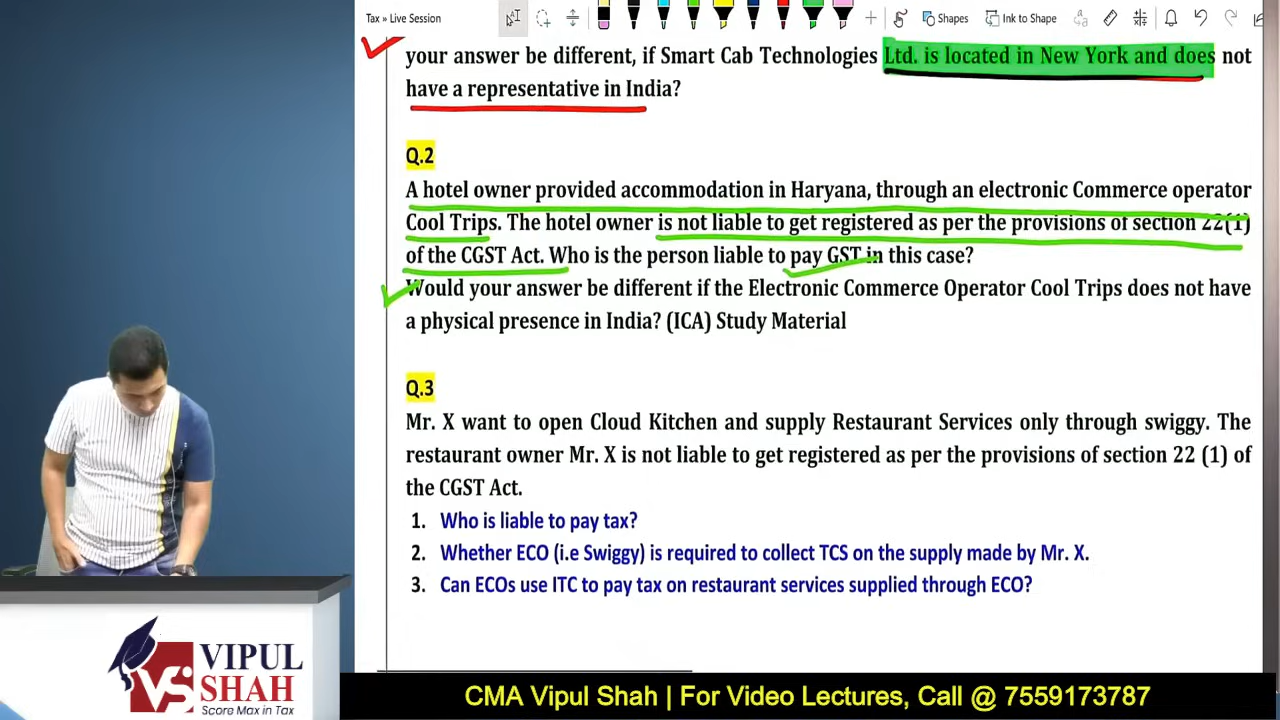 Tax » Live Session
Shapes
Ink to Shape
your answer be different, if Smart Cab Technologies Ltd. is located in New York and does not
have a representative in India?
Q.2
A hotel owner provided accommodation in Haryana, through an electronic Commerce operator
Cool Trips. The hotel owner is not liable to get registered as per the provisions of section 22(1)
of the CGST Act. Who is the person liable to pay GST in this case?
Would your answer be different if the Electronic Commerce Operator Cool Trips does not have
a physical presence in India? (ICA) Study Material
Q.3
Mr. X want to open Cloud Kitchen and supply Restaurant Services only through swiggy. The
restaurant owner Mr. X is not liable to get registered as per the provisions of section 22 (1) of
the CGST Act.
1. Who is liable to pay tax?
2. Whether ECO (i.e Swiggy) is required to collect TCS on the supply made by Mr. X.
3. Can ECOs use ITC to pay tax on restaurant services supplied through ECO?
VS
VIPUL
SHAH
Score Max in Tax
CMA Vipul Shah | For Video Lectures, Call @ 7559173787